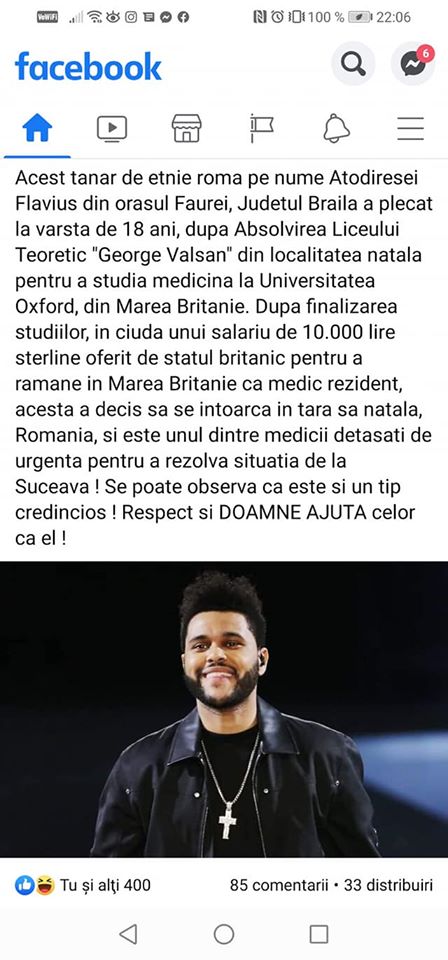 VoWiFi
100 %
22:06
facebook
6
Acest tanar de etnie roma pe nume Atodiresei
Flavius din orasul Faurei, Judetul Braila a plecat
la varsta de 18 ani, dupa Absolvirea Liceului
Teoretic "George Valsan" din localitatea natala
pentru a studia medicina la Universitatea
Oxford, din Marea Britanie. Dupa finalizarea
studiilor, in ciuda unui salariu de 10.000 lire
sterline oferit de statul britanic pentru a
ramane in Marea Britanie ca medic rezident,
acesta a decis sa se intoarca in tara sa natala,
Romania, si este unul dintre medicii detasati de
urgenta pentru a rezolva situatia de la
Suceava ! Se poate observa ca este si un tip
credincios ! Respect si DOAMNE AJUTA celor
ca el !
Tu și alți 400
85 comentarii • 33 distribuiri